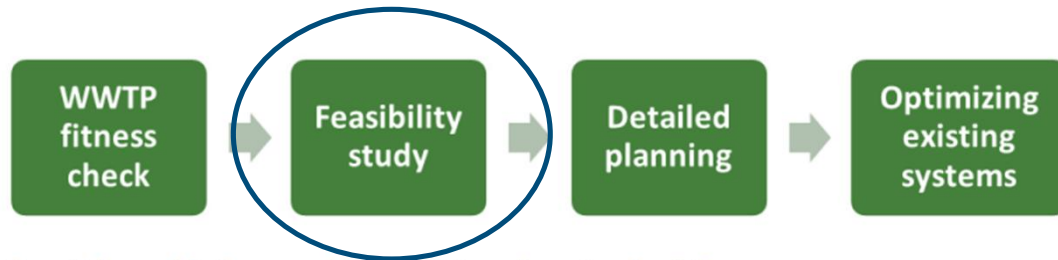 WWTP
fitness
check
Feasibility
study
Detailed
planning
Optimizing
existing
systems